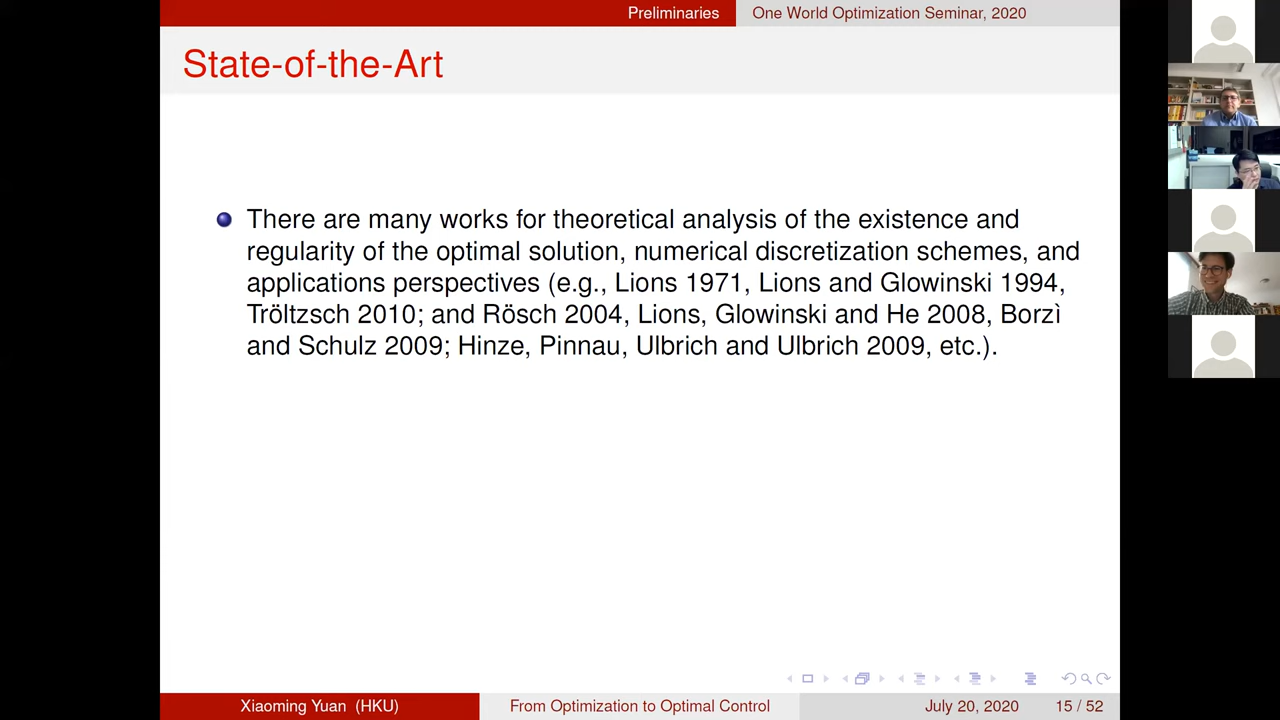 Preliminaries
One World Optimization Seminar, 2020
State-of-the-Art
There are many works for theoretical analysis of the existence and
regularity of the optimal solution, numerical discretization schemes, and
applications perspectives (e.g., Lions 1971, Lions and Glowinski 1994,
Tröltzsch 2010; and Rösch 2004, Lions, Glowinski and He 2008, Borzì
and Schulz 2009; Hinze, Pinnau, Ulbrich and Ulbrich 2009, etc.).
Xiaoming Yuan (HKU)
From Optimization to Optimal Control
July 20, 2020
15 / 52